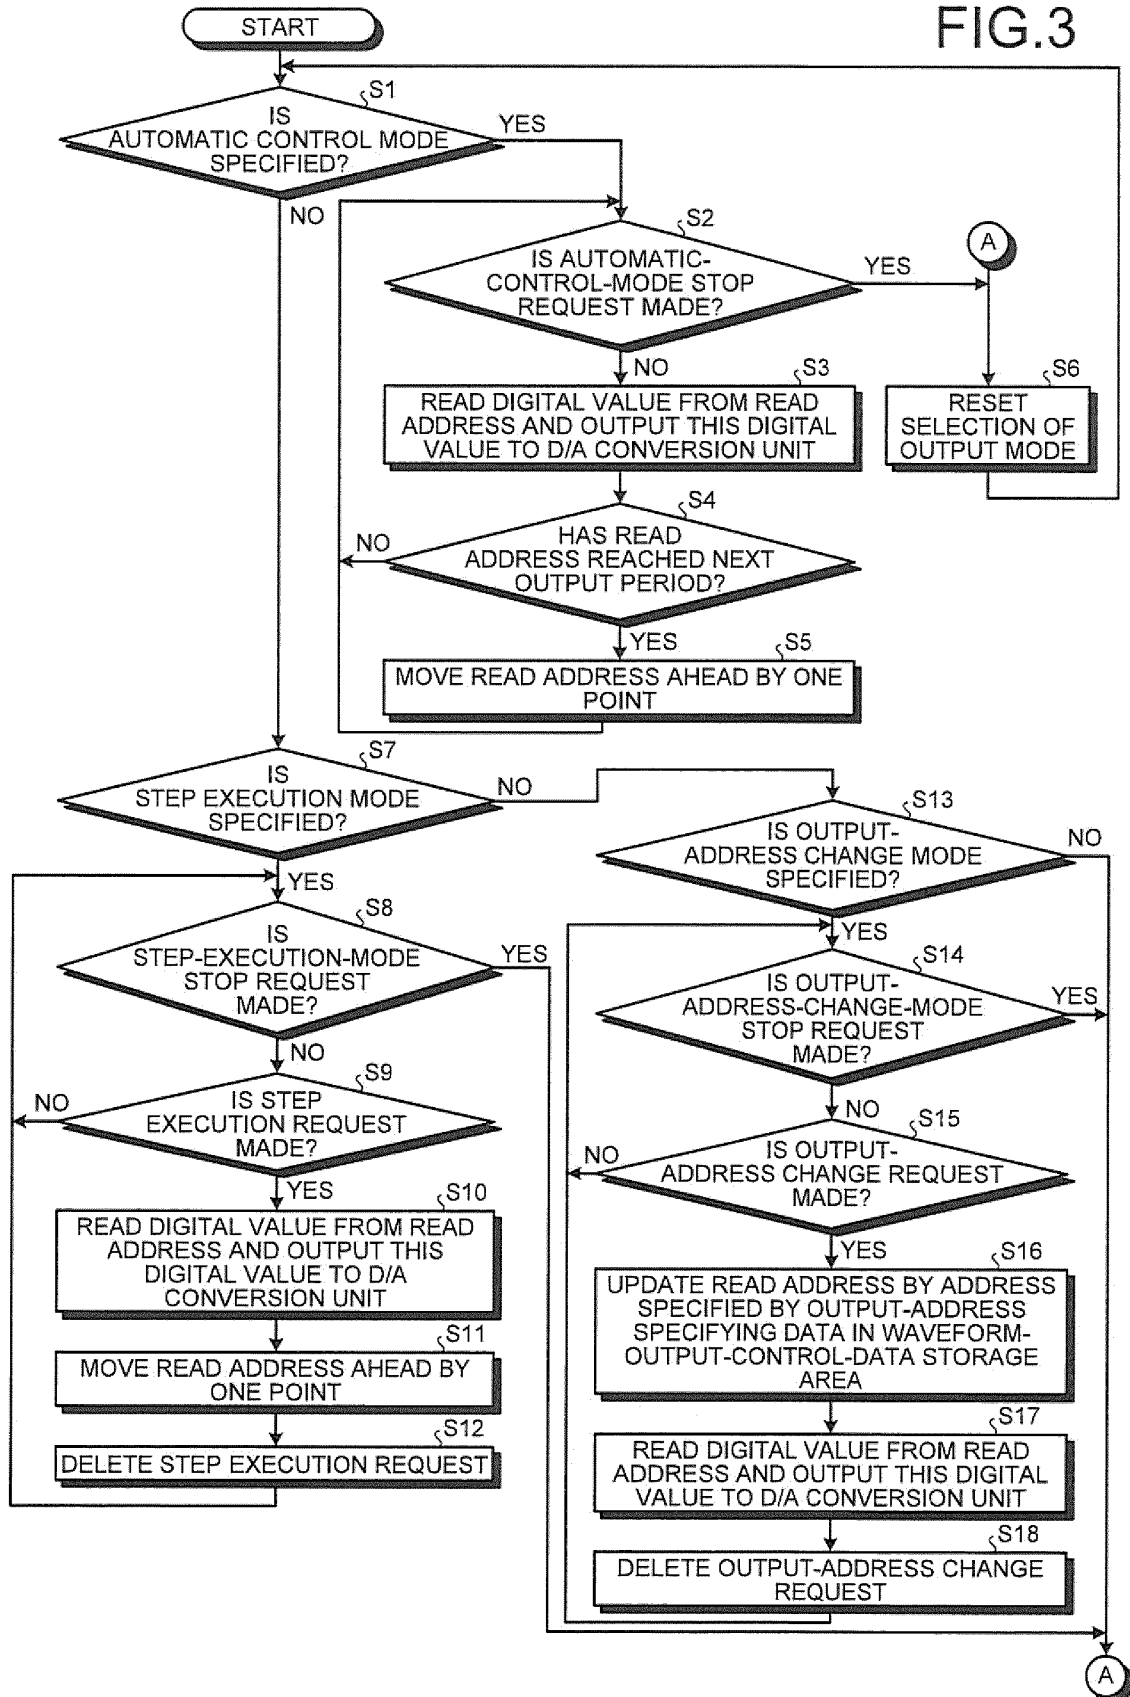 FIG.3
START
S1
IS
AUTOMATIC CONTROL MODE
SPECIFIED?
YES
NO
S2
IS AUTOMATIC-
CONTROL-MODE STOP
REQUEST MADE?
YES
A
NO
S3
READ DIGITAL VALUE FROM READ
ADDRESS AND OUTPUT THIS DIGITAL
VALUE TO D/A CONVERSION UNIT
S6
RESET
SELECTION OF
OUTPUT MODE
S4
HAS READ
ADDRESS REACHED NEXT
OUTPUT PERIOD?
NO
YES
S5
MOVE READ ADDRESS AHEAD BY ONE
POINT
S7
IS
STEP EXECUTION MODE
SPECIFIED?
NO
YES
S8
IS
STEP-EXECUTION-MODE
STOP REQUEST
MADE?
YES
NO
S9
IS STEP
EXECUTION REQUEST
MADE?
NO
YES
S10
READ DIGITAL VALUE FROM READ
ADDRESS AND OUTPUT THIS
DIGITAL VALUE TO D/A
CONVERSION UNIT
S11
MOVE READ ADDRESS AHEAD BY
ONE POINT
S12
DELETE STEP EXECUTION REQUEST
S13
IS OUTPUT-
ADDRESS CHANGE MODE
SPECIFIED?
NO
YES
S14
IS OUTPUT-
ADDRESS-CHANGE-MODE
STOP REQUEST
MADE?
YES
NO
S15
IS OUTPUT-
ADDRESS CHANGE REQUEST
MADE?
NO
YES
S16
UPDATE READ ADDRESS BY ADDRESS
SPECIFIED BY OUTPUT-ADDRESS
SPECIFYING DATA IN WAVEFORM-
OUTPUT-CONTROL-DATA STORAGE
AREA
S17
READ DIGITAL VALUE FROM READ
ADDRESS AND OUTPUT THIS DIGITAL
VALUE TO D/A CONVERSION UNIT
S18
DELETE OUTPUT-ADDRESS CHANGE
REQUEST
A